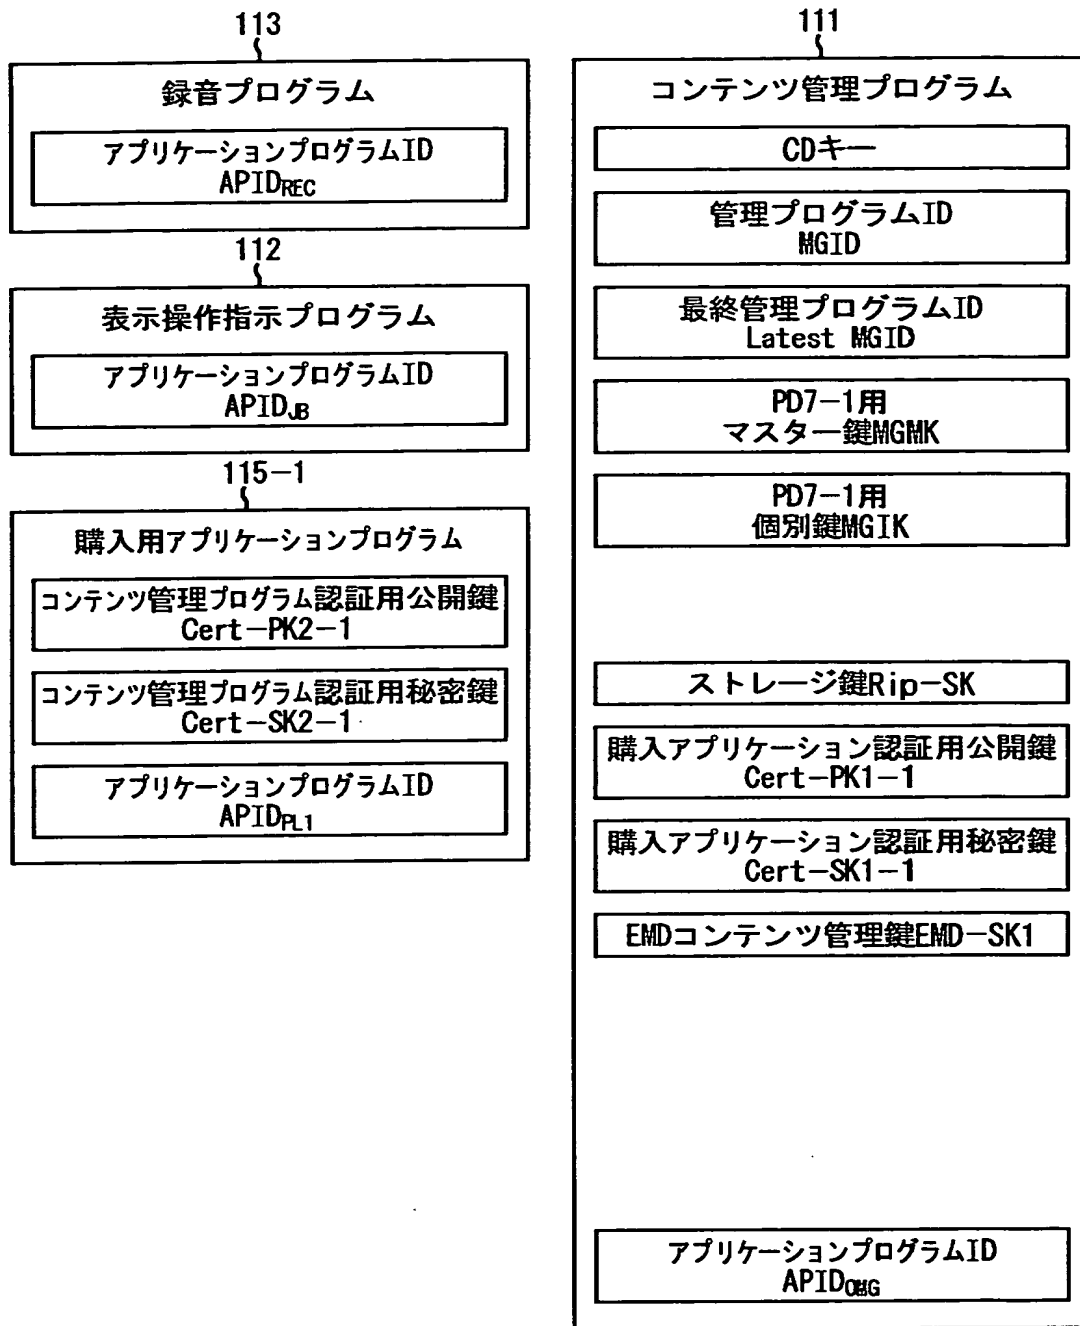 113
録音プログラム
アプリケーションプログラムID
APIDREC
112
表示操作指示プログラム
アプリケーションプログラムID
APIDJB
115-1
購入用アプリケーションプログラム
コンテンツ管理プログラム認証用公開鍵
Cert-PK2-1
コンテンツ管理プログラム認証用秘密鍵
Cert-SK2-1
アプリケーションプログラムID
APIDPL1
111
コンテンツ管理プログラム
CDキー
管理プログラムID
MGID
最終管理プログラムID
Latest MGID
PD7-1用
マスター鍵MGMK
PD7-1用
個別鍵MGIK
ストレージ鍵Rip-SK
購入アプリケーション認証用公開鍵
Cert-PK1-1
購入アプリケーション認証用秘密鍵
Cert-SK1-1
EMDコンテンツ管理鍵EMD-SK1
アプリケーションプログラムID
APIDOMG